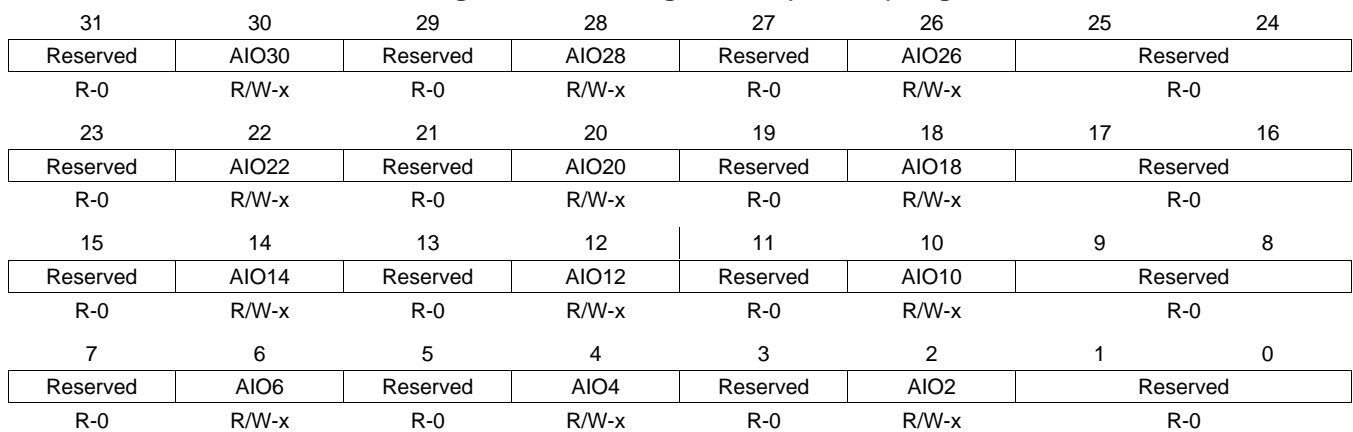 31 30 29 28 27 26 25 24
Reserved AIO30 Reserved AIO28 Reserved AIO26 Reserved
R-0 R/W-x R-0 R/W-x R-0 R/W-x R-0
23 22 21 20 19 18 17 16
Reserved AIO22 Reserved AIO20 Reserved AIO18 Reserved
R-0 R/W-x R-0 R/W-x R-0 R/W-x R-0
15 14 13 12 11 10 9 8
Reserved AIO14 Reserved AIO12 Reserved AIO10 Reserved
R-0 R/W-x R-0 R/W-x R-0 R/W-x R-0
7 6 5 4 3 2 1 0
Reserved AIO6 Reserved AIO4 Reserved AIO2 Reserved
R-0 R/W-x R-0 R/W-x R-0 R/W-x R-0